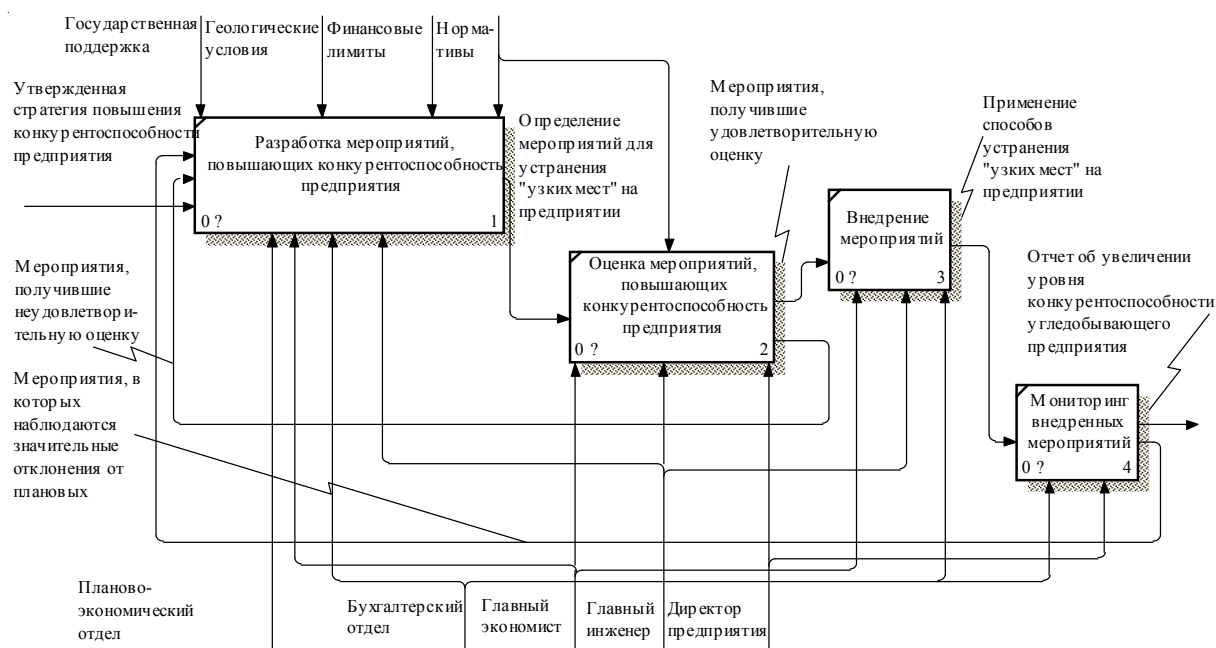 Государственная
поддержка
Геологические
условия
Финансовые
лимиты
Норма-
тивы
Утвержденная
стратегия повышения
конкурентоспособности
предприятия
Разработка мероприятий,
повышающих конкурентоспособность
предприятия
0 ?
1
Определение
мероприятий для
устранения
"узких мест" на
предприятии
Мероприятия,
получившие
удовлетворительную
оценку
Применение
способов
устранения
"узких мест" на
предприятии
Внедрение
мероприятий
0 ?
3
Мероприятия,
получившие
неудовлетвори-
тельную оценку
Оценка мероприятий,
повышающих
конкурентоспособность
предприятия
0 ?
2
Отчет об увеличении
уровня
конкурентоспособности
угледобывающего
предприятия
Мероприятия, в
которых
наблюдаются
значительные
отклонения от
плановых
Мониторинг
внедренных
мероприятий
0 ?
4
Планово-
экономический
отдел
Бухгалтерский
отдел
Главный
экономист
Главный
инженер
Директор
предприятия